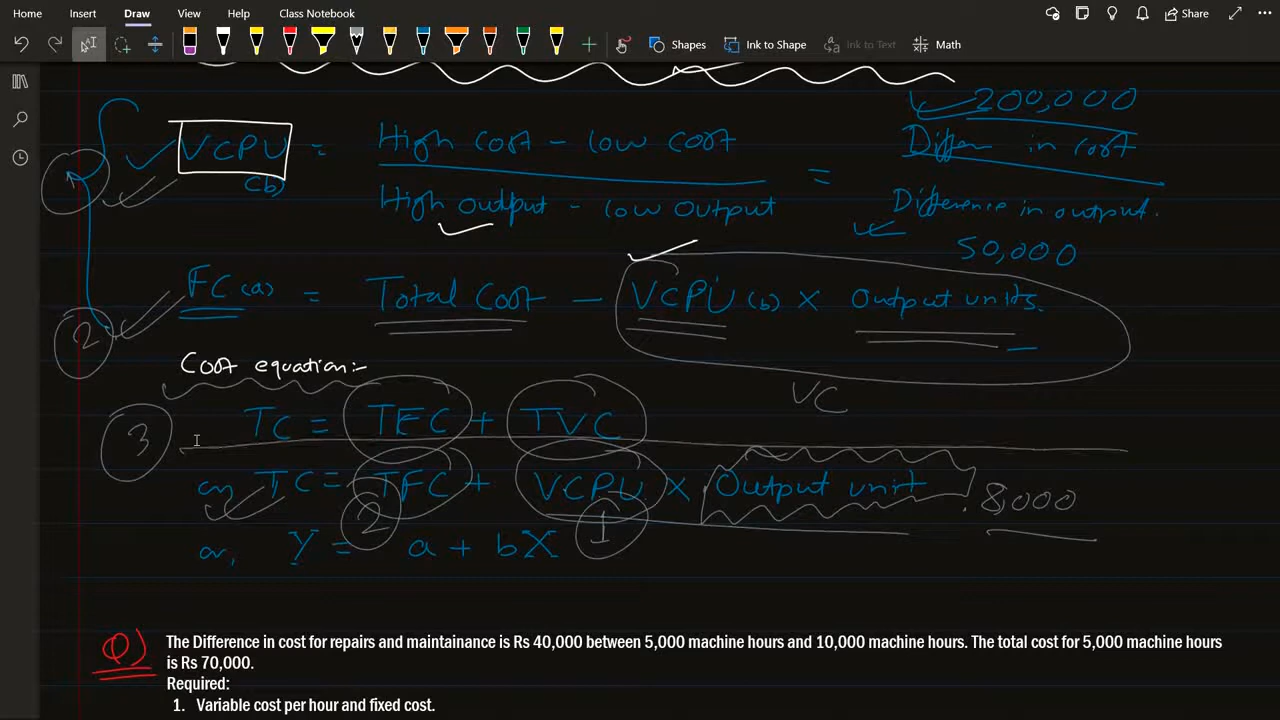 Home Insert Draw View Help Class Notebook Share
Shapes Ink to Shape Ink to Text Math
200,000
VCPU = High Cost - low Cost = Differen in cost
(b) High output - low output Difference in output.
50,000
1
FC (a) = Total Cost - VCPU (b) X Output units.
2
Cost equation:-
VC
3 TC = TFC + TVC
or, TC = TFC + VCPU X Output unit 8,000
2 1
or, Y = a + bX
Q) The Difference in cost for repairs and maintainance is Rs 40,000 between 5,000 machine hours and 10,000 machine hours. The total cost for 5,000 machine hours
is Rs 70,000.
Required:
1. Variable cost per hour and fixed cost.